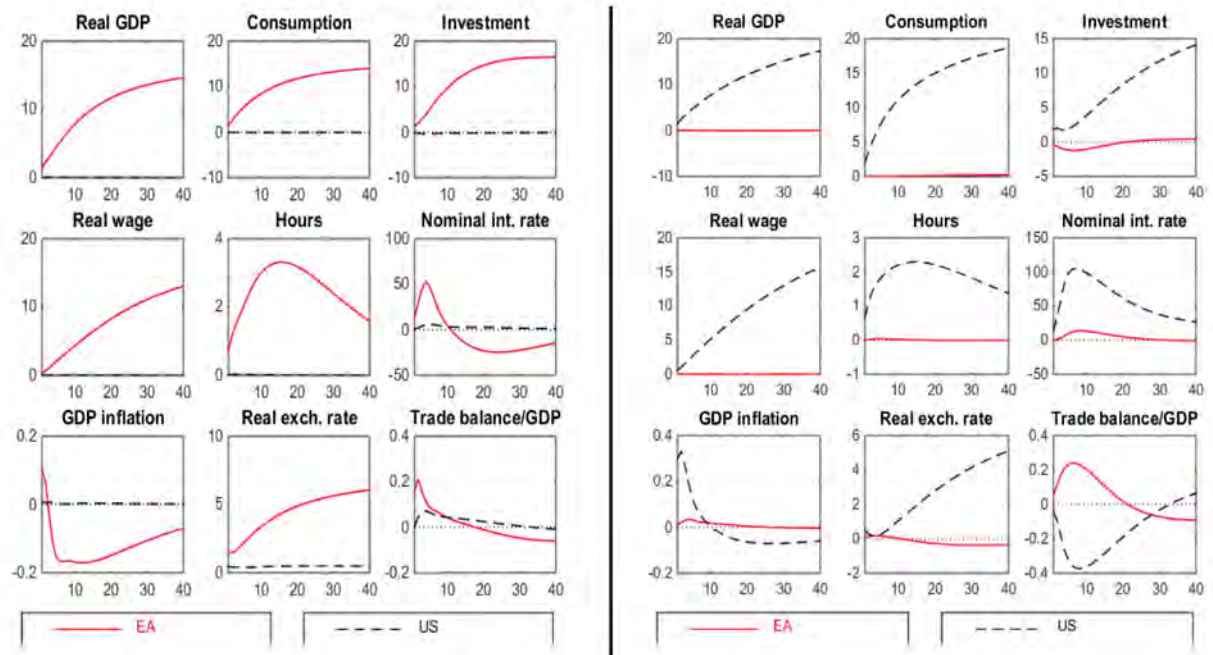 Real GDP Consumption Investment
20 20 20
10 10 10
0 0
0 -10 -10
10 20 30 40 10 20 30 40 10 20 30 40
Real wage Hours Nominal int. rate
20 4 100
50
10 2
0
0 0 -50
10 20 30 40 10 20 30 40 10 20 30 40
GDP inflation Real exch. rate Trade balance/GDP
0.2 10 0.4
0.2
0 5
0
-0.2 0 -0.2
10 20 30 40 10 20 30 40 10 20 30 40
EA US
Real GDP Consumption Investment
20 20 15
10 15 10
10 5
0 5 0
-10 0 -5
10 20 30 40 10 20 30 40 10 20 30 40
Real wage Hours Nominal int. rate
20 3 150
15 2 100
10 1 50
5 0 0
0 -1 -50
10 20 30 40 10 20 30 40 10 20 30 40
GDP inflation Real exch. rate Trade balance/GDP
0.4 6 0.4
0.2 4 0.2
2 0
0 0 -0.2
-0.2 -2 -0.4
10 20 30 40 10 20 30 40 10 20 30 40
EA US